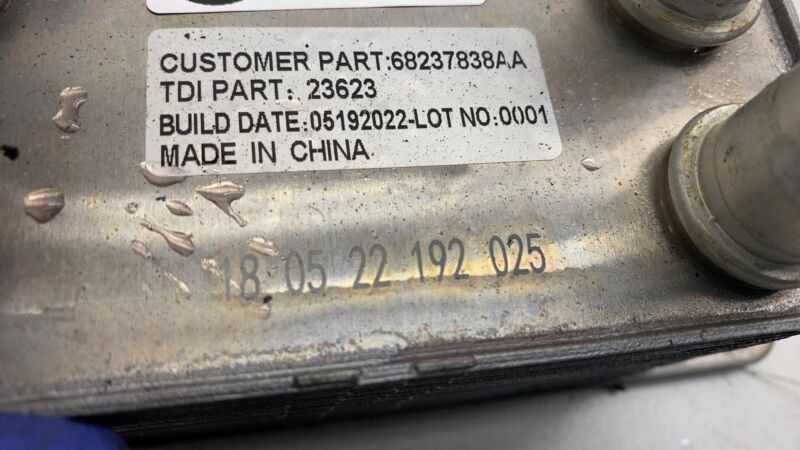 CUSTOMER PART:68237838AA
TDI PART: 23623
BUILD DATE:05192022-LOT NO:0001
MADE IN CHINA
18 05 22 192 025